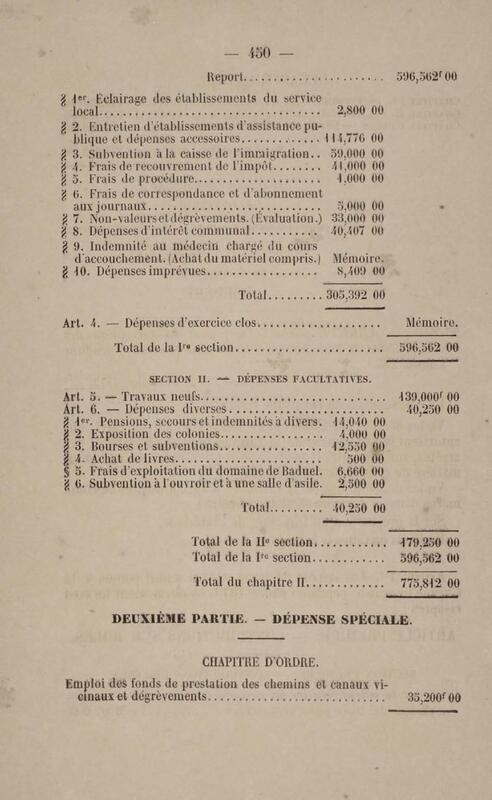 — 450 —
Report........................ 596,562ᶠ 00
§ 1er. Éclairage des établissements du service
local.................................... 2,800 00
§ 2. Entretien d'établissements d'assistance pu-
blique et dépenses accessoires............. 114,776 00
§ 3. Subvention à la caisse de l'immigration.. 59,000 00
§ 4. Frais de recouvrement de l'impôt........ 41,000 00
§ 5. Frais de procédure..................... 1,000 00
§ 6. Frais de correspondance et d'abonnement
aux journaux............................. 5,000 00
§ 7. Non-valeurs et dégrèvements. (Évaluation.) 33,000 00
§ 8. Dépenses d'intérêt communal........... 40,407 00
§ 9. Indemnité au médecin chargé du cours
d'accouchement. (Achat du matériel compris.) Mémoire.
§ 10. Dépenses imprévues.................. 8,409 00
Total......... 305,392 00
Art. 4. — Dépenses d'exercice clos..................... Mémoire.
Total de la Ire section......................... 596,562 00
SECTION II. — DÉPENSES FACULTATIVES.
Art. 5. — Travaux neufs............................... 139,000ᶠ 00
Art. 6. — Dépenses diverses.......................... 40,250 00
§ 1er. Pensions, secours et indemnités à divers. 14,040 00
§ 2. Exposition des colonies................. 4,000 00
§ 3. Bourses et subventions................. 12,550 00
§ 4. Achat de livres......................... 500 00
§ 5. Frais d'exploitation du domaine de Baduel. 6,660 00
§ 6. Subvention à l'ouvroir et à une salle d'asile. 2,500 00
Total......... 40,250 00
Total de la IIe section............ 179,250 00
Total de la Ire section............ 596,562 00
Total du chapitre II............. 775,812 00
DEUXIÈME PARTIE. — DÉPENSE SPÉCIALE.
CHAPITRE D'ORDRE.
Emploi des fonds de prestation des chemins et canaux vi-
cinaux et dégrèvements.............................. 35,200ᶠ 00